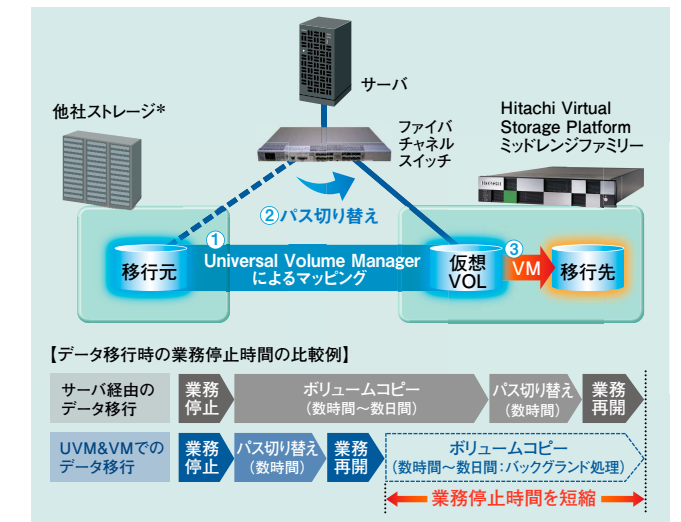 サーバ
他社ストレージ*
ファイバ
チャネル
スイッチ
Hitachi Virtual
Storage Platform
ミッドレンジファミリー
HITACHI
②パス切り替え
①
Universal Volume Manager
によるマッピング
移行元
仮想
VOL
③
VM
移行先
【データ移行時の業務停止時間の比較例】
サーバ経由の
データ移行
業務
停止
ボリュームコピー
（数時間～数日間）
パス切り替え
（数時間）
業務
再開
UVM&VMでの
データ移行
業務
停止
パス切り替え
（数時間）
業務
再開
ボリュームコピー
（数時間～数日間：バックグランド処理）
業務停止時間を短縮